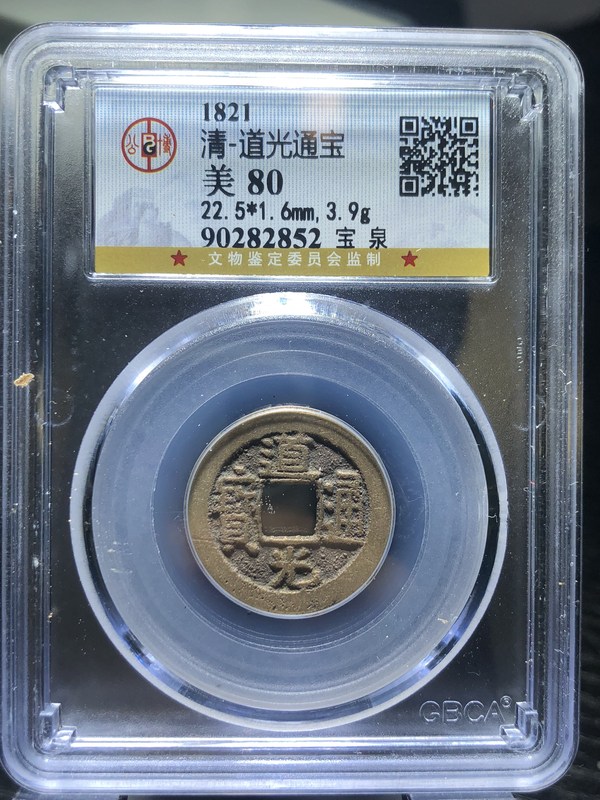 1821
清-道光通宝
美 80
22.5*1.6mm,3.9g
90282852 宝 泉
★ 文物鉴定委员会监制 ★
道
寶 通
光
GBCA®